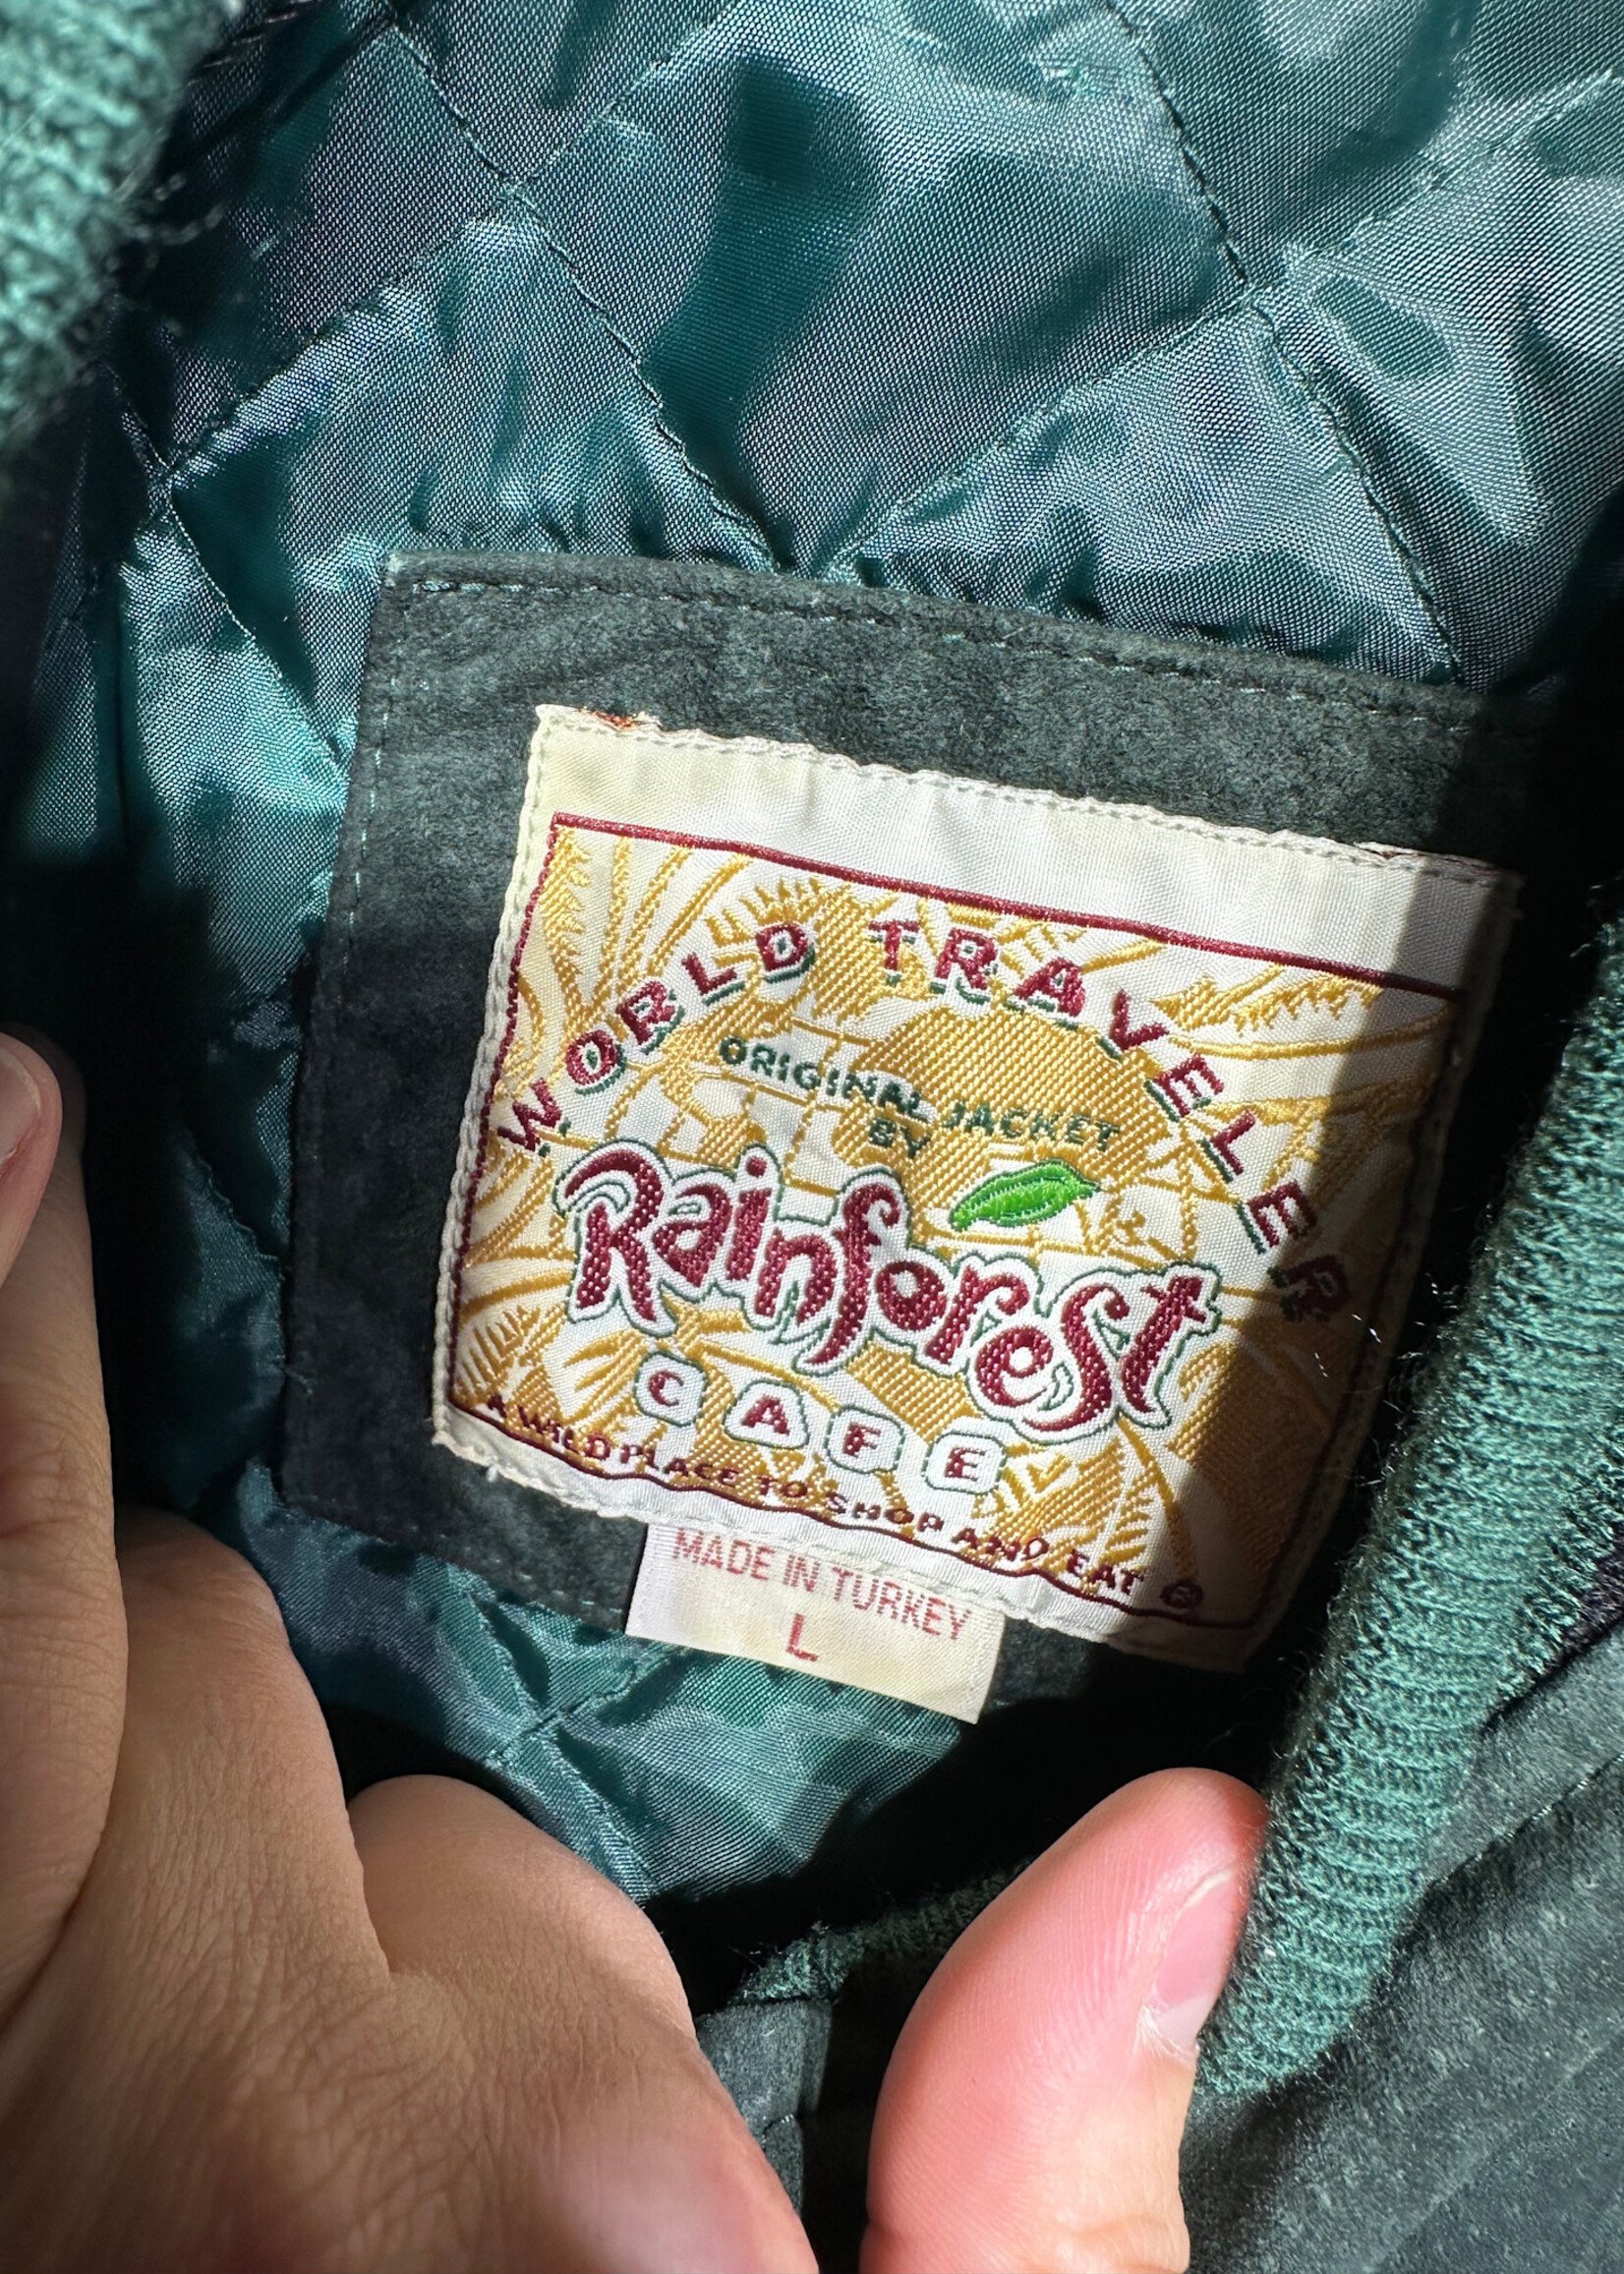 WORLD TRAVELER
ORIGINAL JACKET
BY
Rainforest
CAFE
A WILD PLACE TO SHOP AND EAT ®
MADE IN TURKEY
L